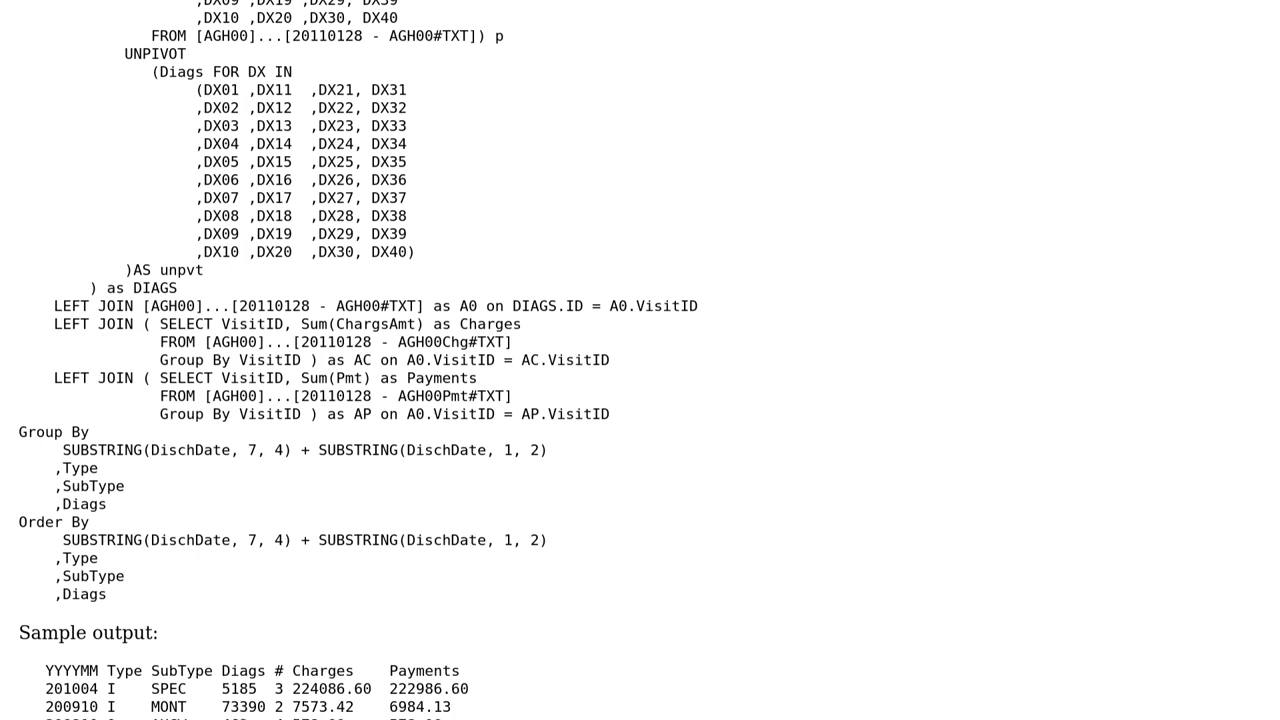 ,DX09 ,DX19 ,DX29, DX39
,DX10 ,DX20 ,DX30, DX40
FROM [AGH00]...[20110128 - AGH00#TXT]) p
UNPIVOT
(Diags FOR DX IN
(DX01 ,DX11  ,DX21, DX31
,DX02 ,DX12  ,DX22, DX32
,DX03 ,DX13  ,DX23, DX33
,DX04 ,DX14  ,DX24, DX34
,DX05 ,DX15  ,DX25, DX35
,DX06 ,DX16  ,DX26, DX36
,DX07 ,DX17  ,DX27, DX37
,DX08 ,DX18  ,DX28, DX38
,DX09 ,DX19  ,DX29, DX39
,DX10 ,DX20  ,DX30, DX40)
)AS unpvt
) as DIAGS
LEFT JOIN [AGH00]...[20110128 - AGH00#TXT] as A0 on DIAGS.ID = A0.VisitID
LEFT JOIN ( SELECT VisitID, Sum(ChargsAmt) as Charges
FROM [AGH00]...[20110128 - AGH00Chg#TXT]
Group By VisitID ) as AC on A0.VisitID = AC.VisitID
LEFT JOIN ( SELECT VisitID, Sum(Pmt) as Payments
FROM [AGH00]...[20110128 - AGH00Pmt#TXT]
Group By VisitID ) as AP on A0.VisitID = AP.VisitID
Group By
SUBSTRING(DischDate, 7, 4) + SUBSTRING(DischDate, 1, 2)
,Type
,SubType
,Diags
Order By
SUBSTRING(DischDate, 7, 4) + SUBSTRING(DischDate, 1, 2)
,Type
,SubType
,Diags
Sample output:
YYYYMM Type SubType Diags # Charges    Payments
201004 I    SPEC    5185  3 224086.60  222986.60
200910 I    MONT    73390 2 7573.42    6984.13